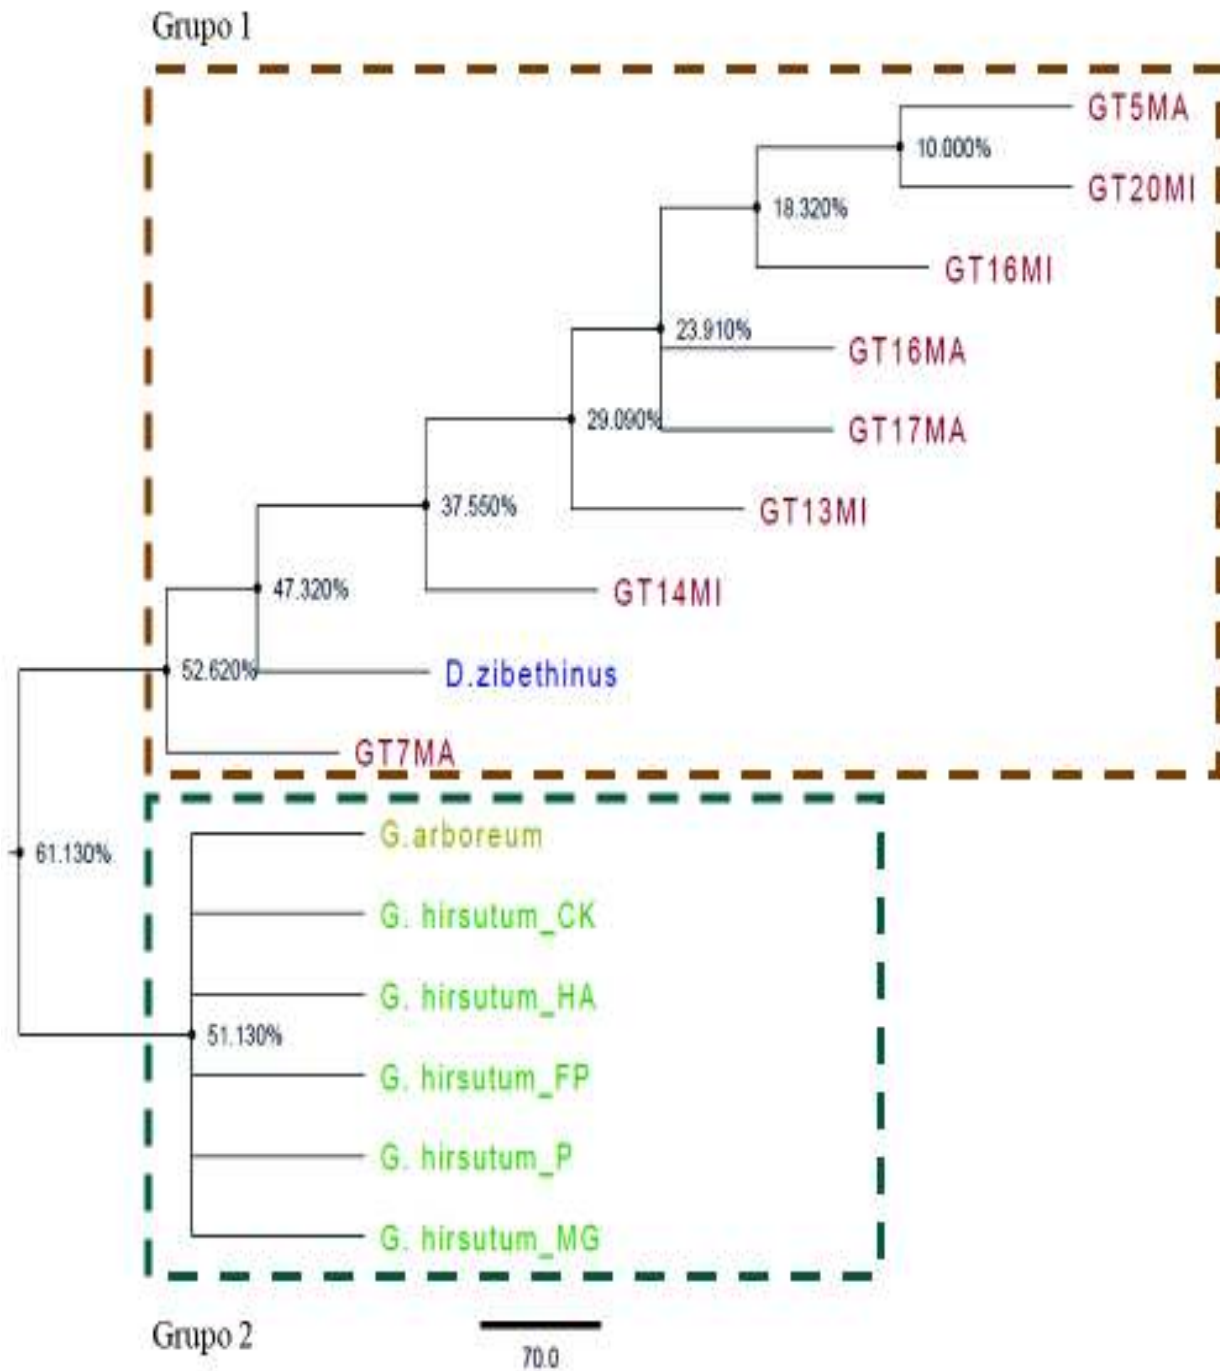 Grupo 1
GT5MA
10.000%
GT20MI
18.320%
GT16MI
23.910%
GT16MA
29.090%
GT17MA
37.550%
GT13MI
47.320%
GT14MI
52.620%
D.zibethinus
GT7MA
G.arboreum
61.130%
G. hirsutum_CK
G. hirsutum_HA
51.130%
G. hirsutum_FP
G. hirsutum_P
G. hirsutum_MG
Grupo 2
70.0